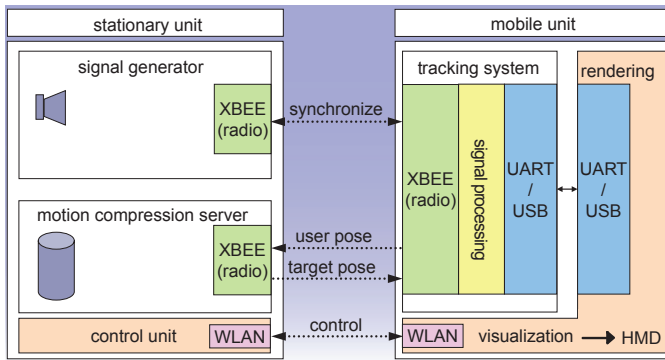 stationary unit
mobile unit
signal generator
XBEE
(radio)
synchronize
tracking system
rendering
XBEE
(radio)
signal processing
UART
/
USB
UART
/
USB
motion compression server
XBEE
(radio)
user pose
target pose
control unit
WLAN
control
WLAN
visualization
HMD